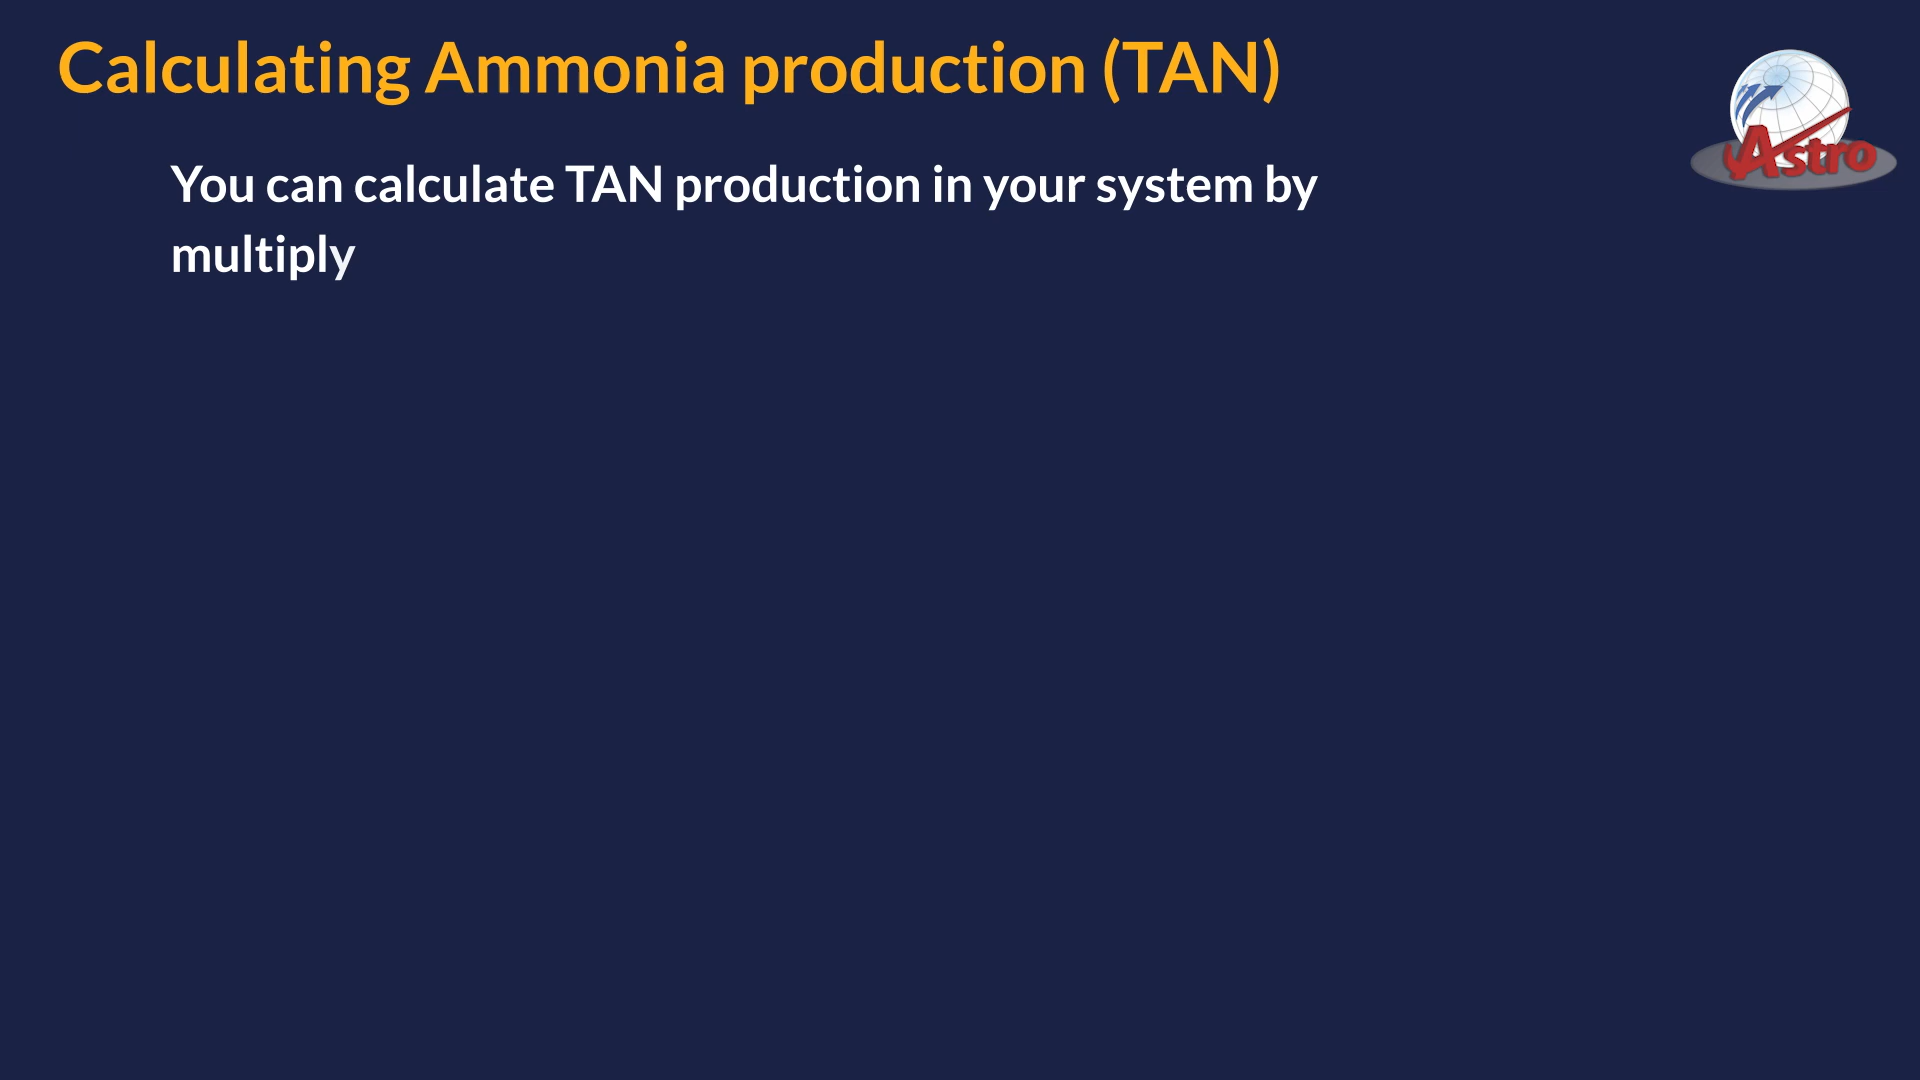 Calculating Ammonia production (TAN)
Astro
You can calculate TAN production in your system by
multiply